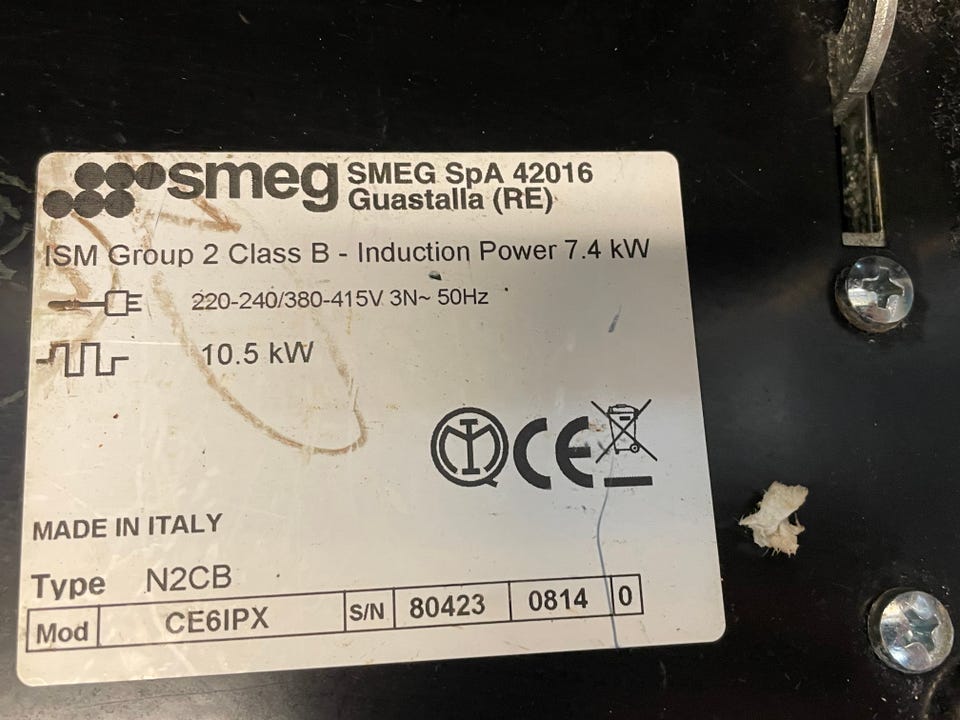 smeg SMEG SpA 42016
Guastalla (RE)
ISM Group 2 Class B - Induction Power 7.4 kW
220-240/380-415V 3N~ 50Hz
10.5 kW
CE
MADE IN ITALY
Type N2CB
Mod CE6IPX S/N 80423 0814 0